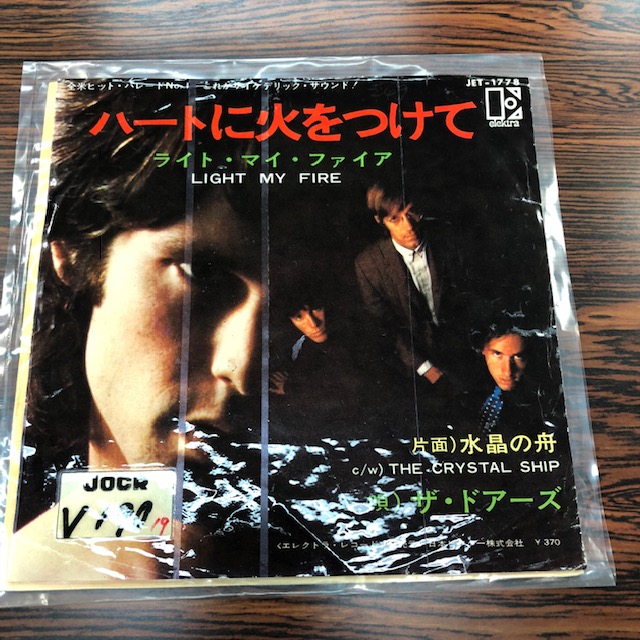 全米ヒット・パレードNo. これがサイケデリック・サウンド!
JET-1778
ハートに火をつけて
elektra
ライト・マイ・ファイア
LIGHT MY FIRE
片面)水晶の舟
c/w) THE CRYSTAL SHIP
唄)ザ・ドアーズ
JOCK
19
株式会社 ¥370